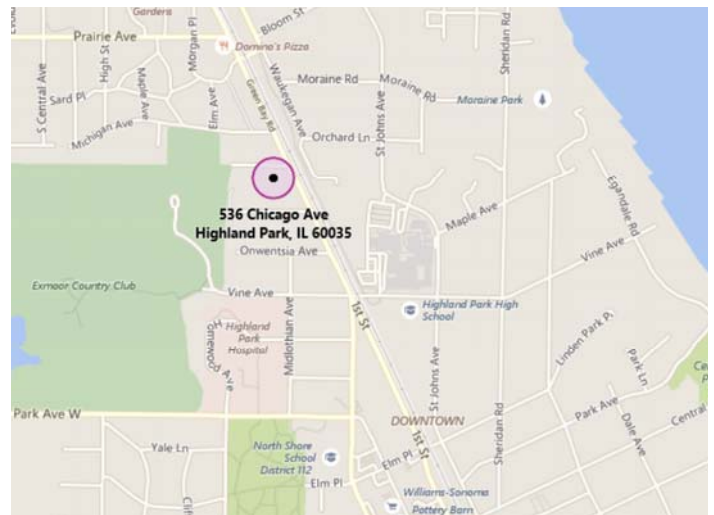 Gardera
Evolu
Prairie Ave
High St
S Central Ave
Maple Ave
Sard Pl
Michigan Ave
Morgan Pl
Elm Ave
Bloom St
Domino's Pizza
Waukegan Ave
Green Bay Rd
Moraine Rd
Moraine Rd
Orchard Ln
St Johns Ave
Sheridan Rd
Moraine Park
536 Chicago Ave
Highland Park, IL 60035
Onwentsia Ave
Exmoor Country Club
Vine Ave
1st St
Highland Park High
School
Maple Ave
Vine Ave
Egandale Rd
Highland
Park
Hospital
Homewood Ave
Midlothian Ave
St Johns Ave
Sheridan Rd
Linden Park Pl
Park Ln
Park Ave
Central
Dale Ave
Park Ave W
DOWNTOWN
1st St
Yale Ln
North Shore
School
District 112
Elm Pl
Elm Pl
Williams-Sonoma
Pottery Barn